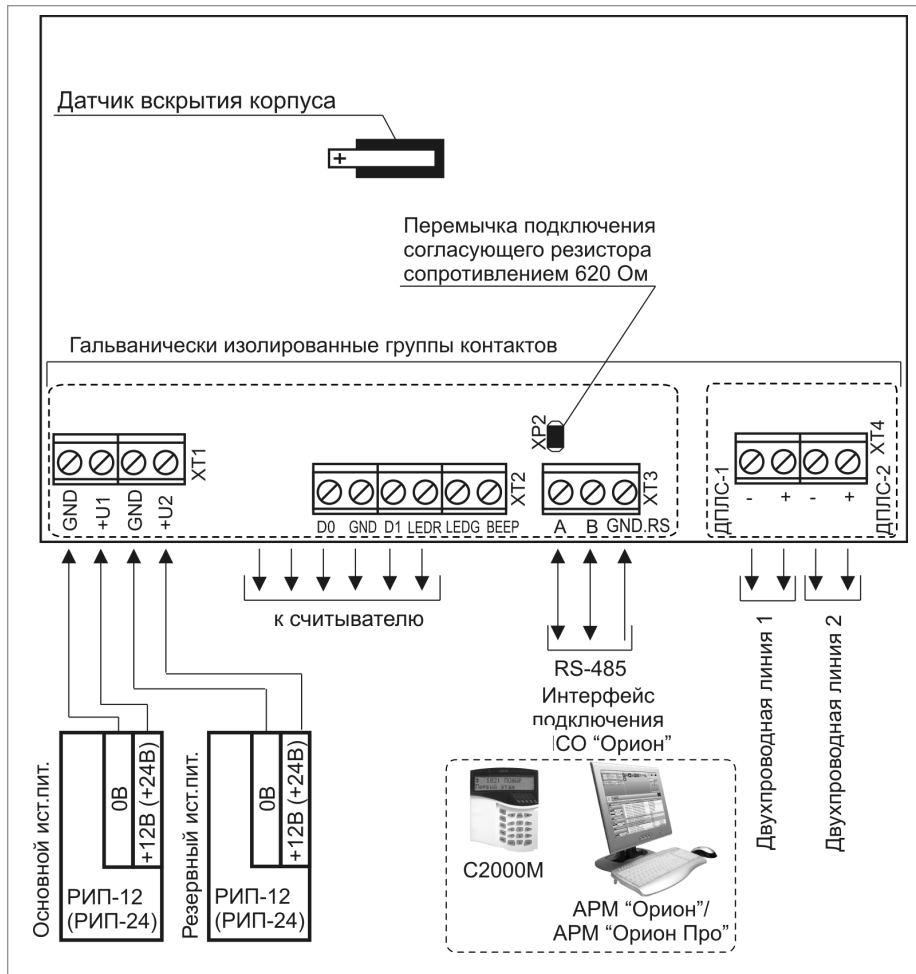 Датчик вскрытия корпуса
+
Перемычка подключения
согласующего резистора
сопротивлением 620 Ом
Гальванически изолированные группы контактов
XT1
GND
+U1
GND
+U2
XT2
D0 GND D1 LEDR LEDG BEEP
XP2
XT3
A B GND.RS
ДПЛС-1
- + - +
XT4
ДПЛС-2
к считывателю
RS-485
Интерфейс
подключения
ІСО “Орион”
Двухпроводная линия 1
Двухпроводная линия 2
Основной ист.пит.
0В
+12В (+24В)
РИП-12
(РИП-24)
Резервный ист.пит.
0В
+12В (+24В)
РИП-12
(РИП-24)
С2000М
АРМ “Орион”/
АРМ “Орион Про”